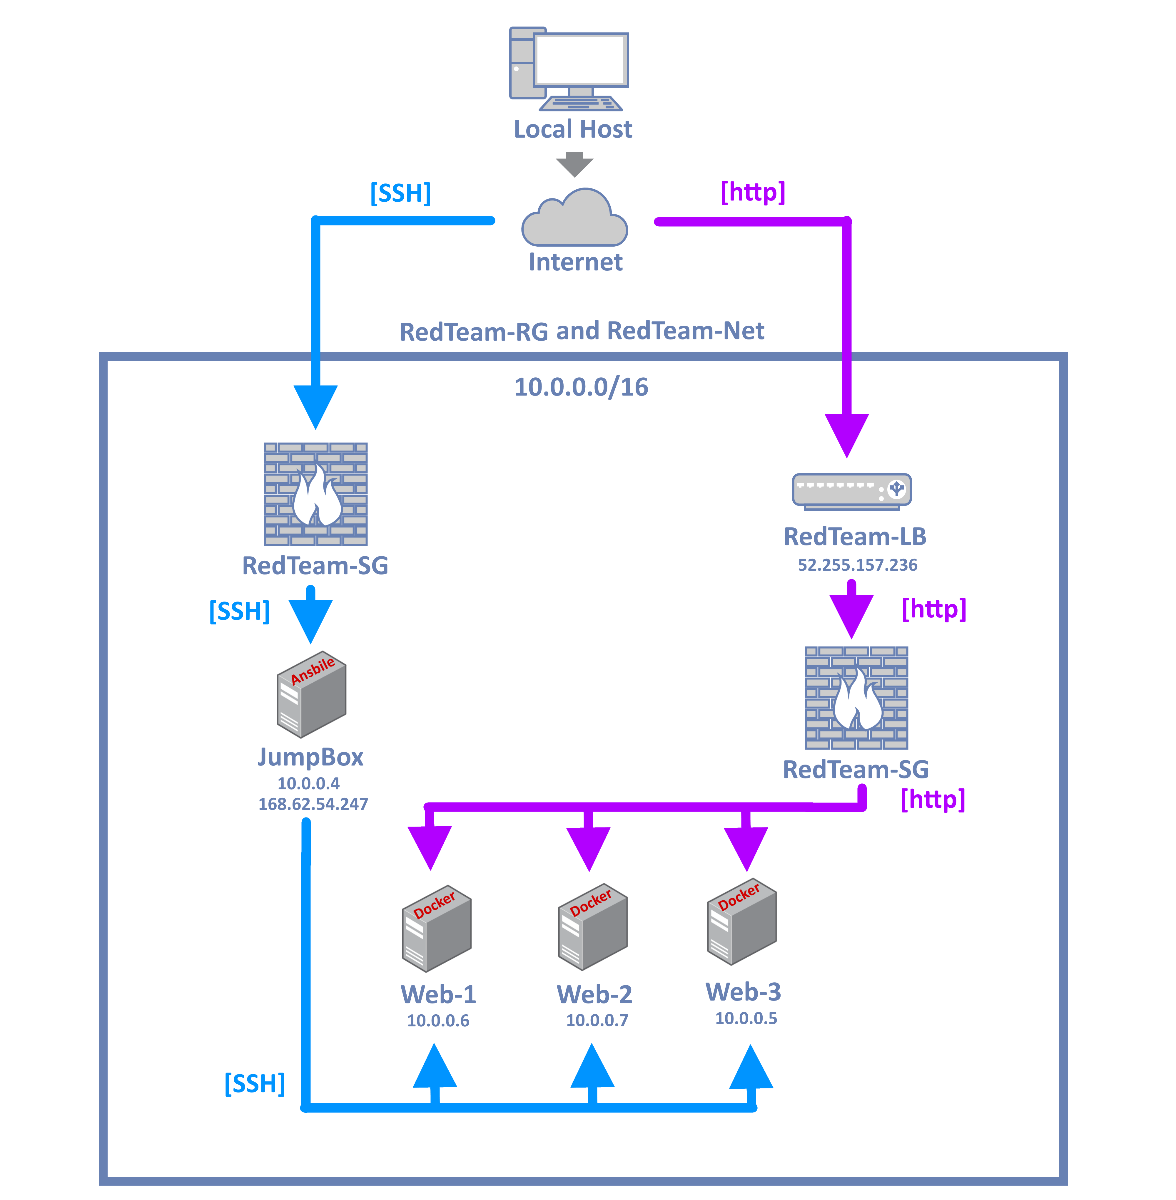 Local Host
[SSH]
[http]
Internet
RedTeam-RG and RedTeam-Net
10.0.0.0/16
RedTeam-SG
RedTeam-LB
52.255.157.236
[SSH]
[http]
Ansbile
JumpBox
10.0.0.4
168.62.54.247
RedTeam-SG
[http]
Docker
Docker
Docker
Web-1
10.0.0.6
Web-2
10.0.0.7
Web-3
10.0.0.5
[SSH]